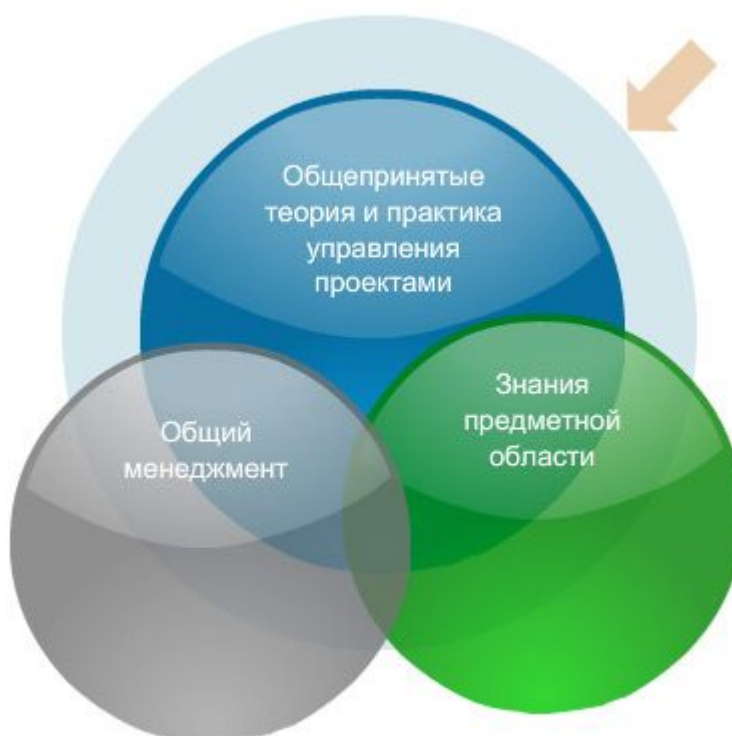 Общепринятые
теория и практика
управления
проектами
Общий
менеджмент
Знания
предметной
области